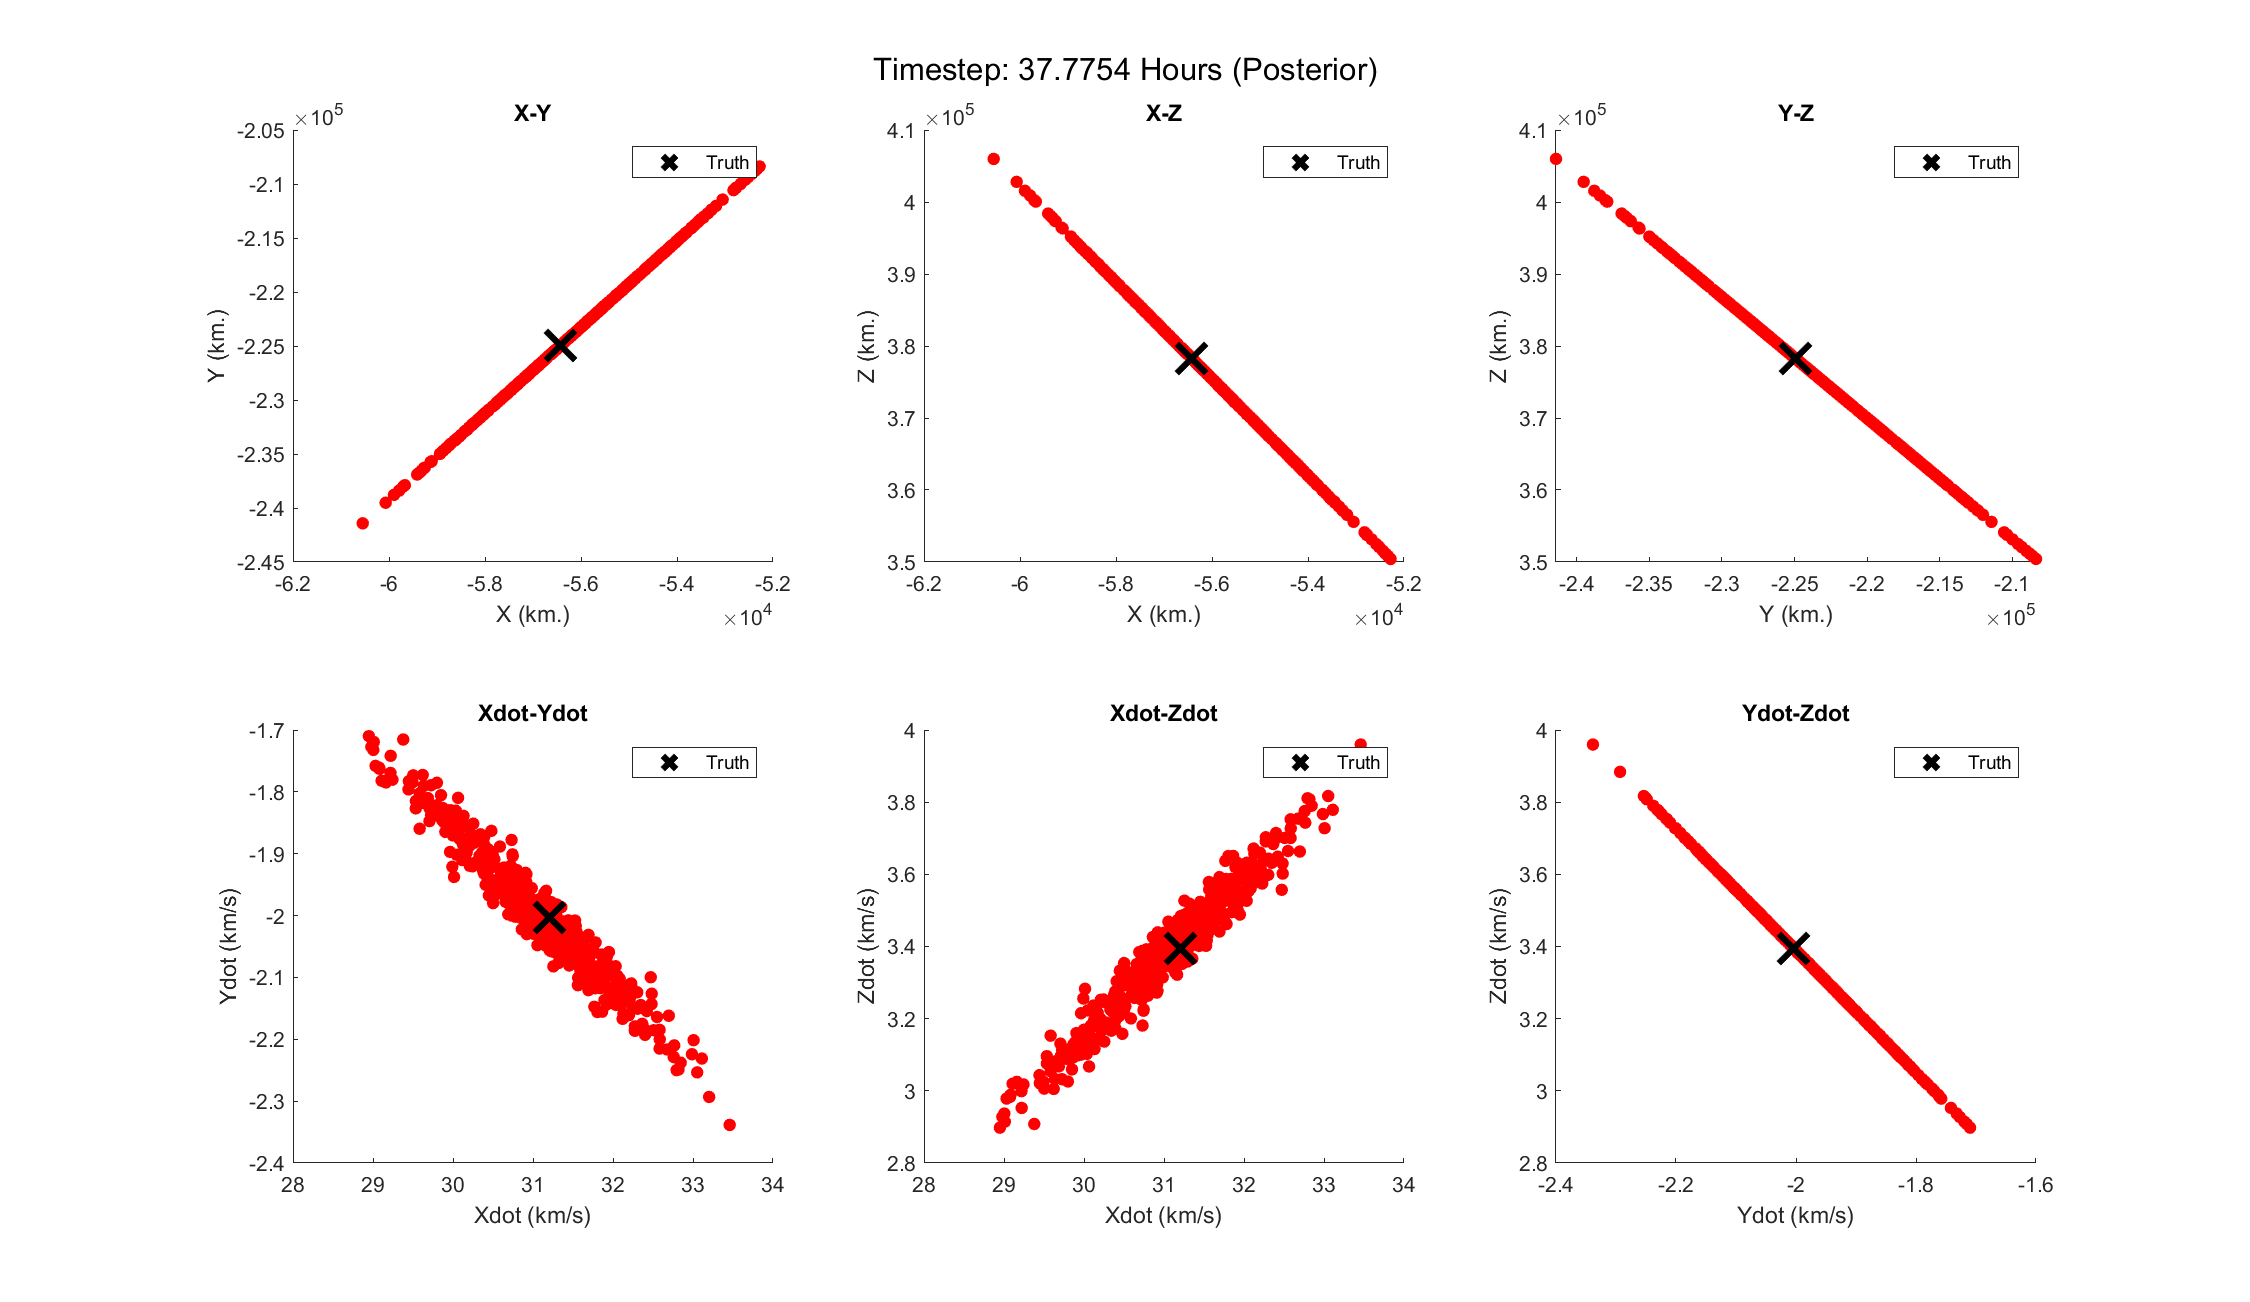 Timestep: 37.7754 Hours (Posterior)
X-Y
×10^5
-2.05
-2.1
-2.15
-2.2
-2.25
-2.3
-2.35
-2.4
-2.45
Y (km.)
Truth
-6.2 -6 -5.8 -5.6 -5.4 -5.2
X (km.)
×10^4
X-Z
×10^5
4.1
4
3.9
3.8
3.7
3.6
3.5
Z (km.)
Truth
-6.2 -6 -5.8 -5.6 -5.4 -5.2
X (km.)
×10^4
Y-Z
×10^5
4.1
4
3.9
3.8
3.7
3.6
3.5
Z (km.)
Truth
-2.4 -2.35 -2.3 -2.25 -2.2 -2.15 -2.1
Y (km.)
×10^5
Xdot-Ydot
-1.7
-1.8
-1.9
-2
-2.1
-2.2
-2.3
-2.4
Ydot (km/s)
Truth
28 29 30 31 32 33 34
Xdot (km/s)
Xdot-Zdot
4
3.8
3.6
3.4
3.2
3
2.8
Zdot (km/s)
Truth
28 29 30 31 32 33 34
Xdot (km/s)
Ydot-Zdot
4
3.8
3.6
3.4
3.2
3
2.8
Zdot (km/s)
Truth
-2.4 -2.2 -2 -1.8 -1.6
Ydot (km/s)